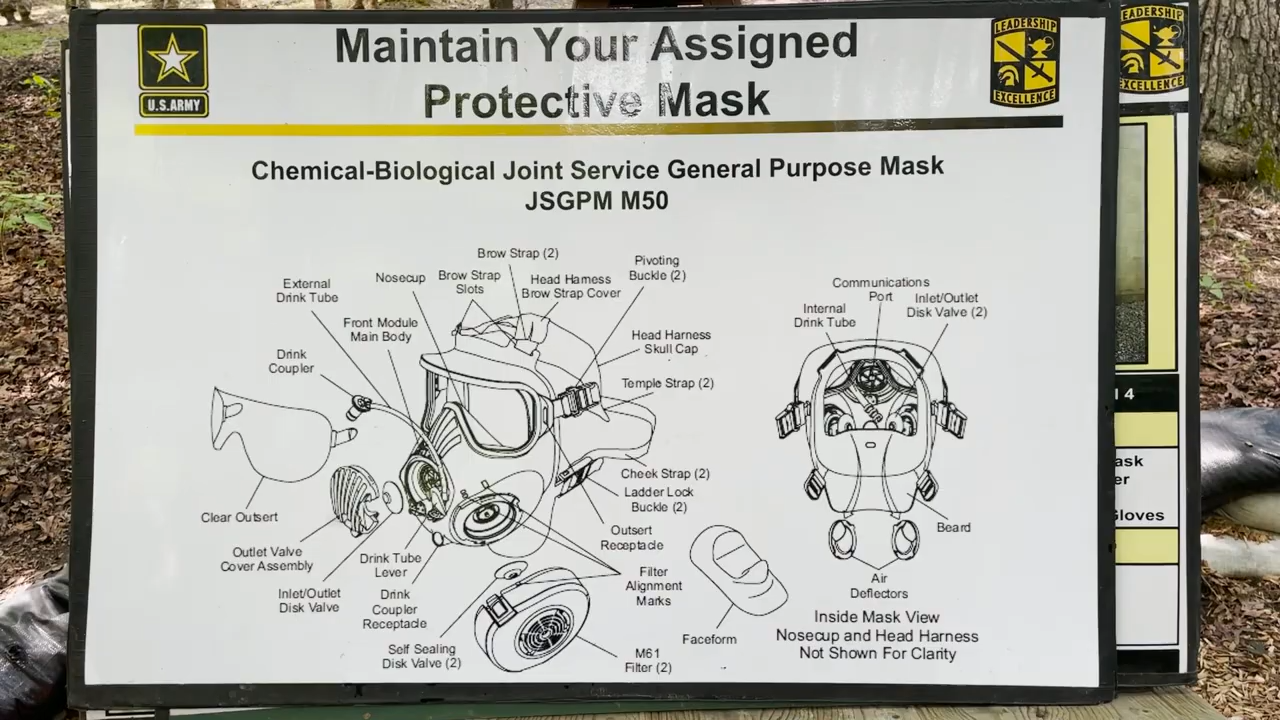 U.S.ARMY
Maintain Your Assigned
Protective Mask
LEADERSHIP
EXCELLENCE
Chemical-Biological Joint Service General Purpose Mask
JSGPM M50
Brow Strap (2)
Pivoting
Buckle (2)
Nosecup
Brow Strap
Slots
Head Harness
Brow Strap Cover
External
Drink Tube
Front Module
Main Body
Head Harness
Skull Cap
Drink
Coupler
Temple Strap (2)
Cheek Strap (2)
Ladder Lock
Buckle (2)
Clear Outsert
Outsert
Receptacle
Outlet Valve
Cover Assembly
Drink Tube
Lever
Filter
Alignment
Marks
Inlet/Outlet
Disk Valve
Drink
Coupler
Receptacle
Self Sealing
Disk Valve (2)
M61
Filter (2)
Faceform
Communications
Port
Internal
Drink Tube
Inlet/Outlet
Disk Valve (2)
Beard
Air
Deflectors
Inside Mask View
Nosecup and Head Harness
Not Shown For Clarity
EADERSHIP
EXCELLENCE
4
ask
er
Gloves